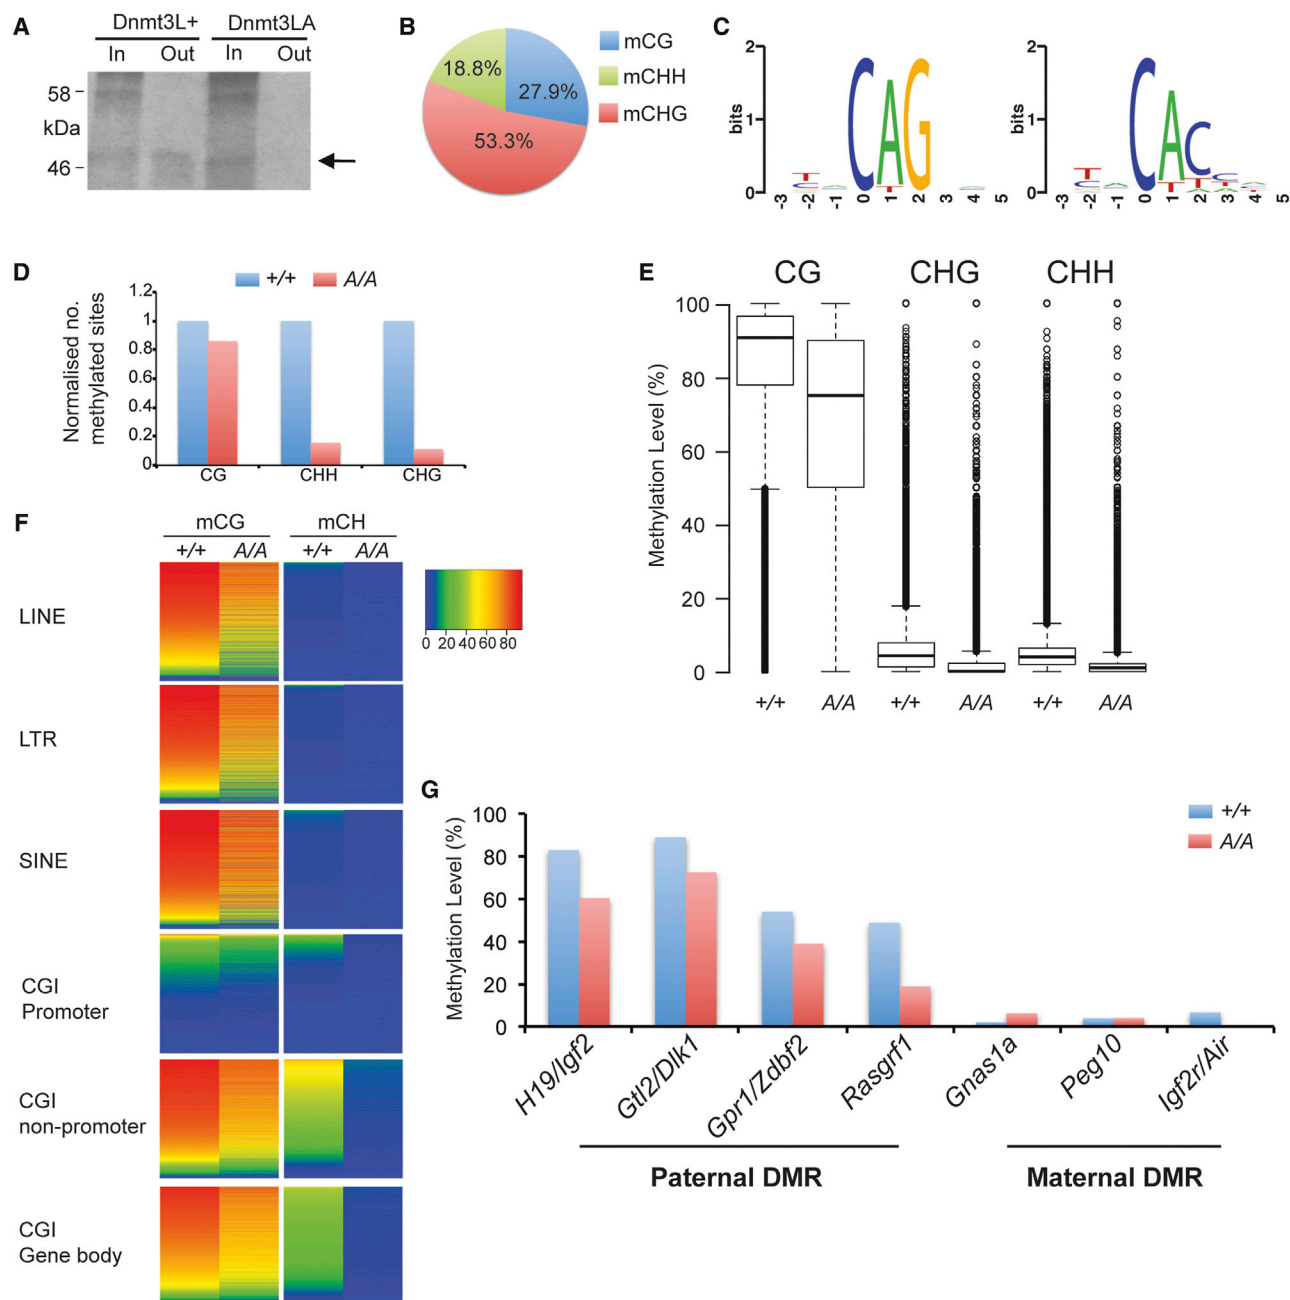 A
Dnmt3L+ Dnmt3LA
In Out In Out
58
kDa
46
B
18.8%
27.9%
53.3%
mCG
mCHH
mCHG
C
2
bits
1
0
CAG
T
C
T
-3 -2 -1 0 1 2 3 4 5
2
bits
1
0
CAC
T
C
A
T
T
A
C
T
A
-3 -2 -1 0 1 2 3 4 5
D
+/+ A/A
Normalised no.
methylated sites
1.2
1
0.8
0.6
0.4
0.2
0
CG CHH CHG
E
CG CHG CHH
Methylation Level (%)
100
80
60
40
20
0
+/+ A/A +/+ A/A +/+ A/A
F
mCG mCH
+/+ A/A +/+ A/A
0 20 40 60 80
LINE
LTR
SINE
CGI
Promoter
CGI
non-promoter
CGI
Gene body
G
Methylation Level (%)
100
80
60
40
20
0
+/+
A/A
H19/Igf2
Gtl2/Dlk1
Gpr1/Zdbf2
Rasgrf1
Gnas1a
Peg10
Igf2r/Air
Paternal DMR
Maternal DMR